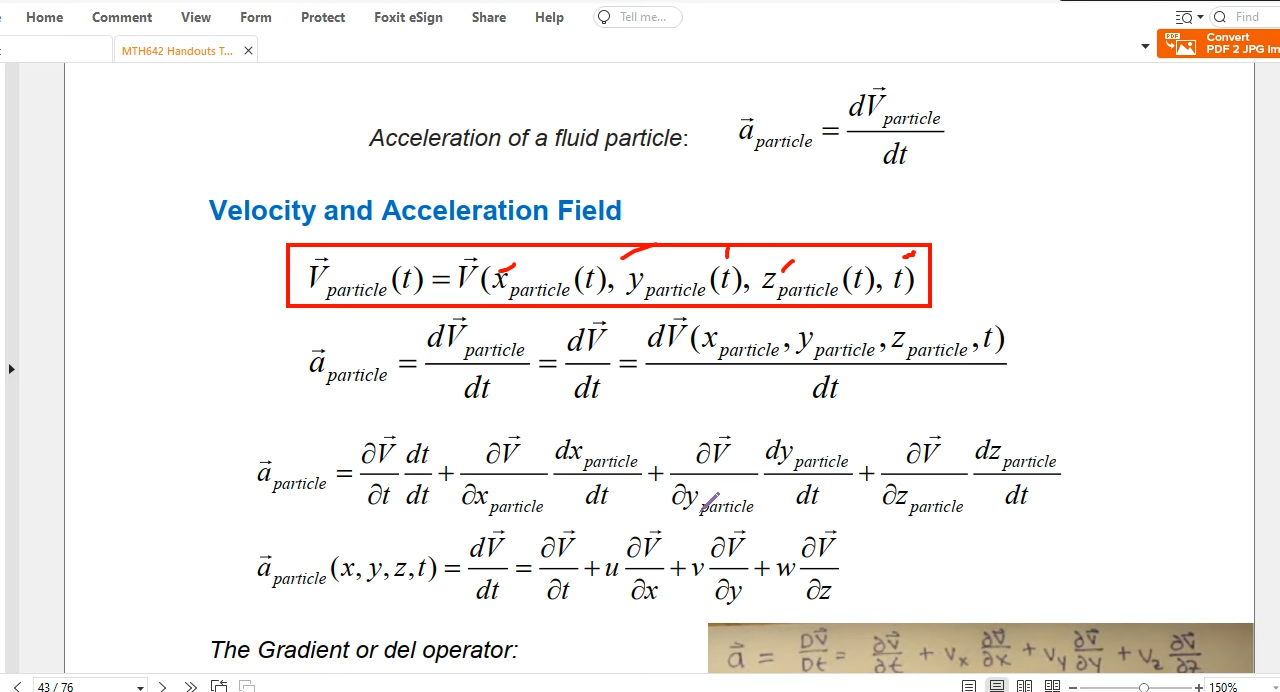 Home Comment View Form Protect Foxit eSign Share Help Tell me... Find
MTH642 Handouts T... × Convert
PDF PDF 2 JPG Im
Acceleration of a fluid particle: a⃗_particle = dV⃗_particle / dt
Velocity and Acceleration Field
V⃗_particle(t) = V⃗(x_particle(t), y_particle(t), z_particle(t), t)
a⃗_particle = dV⃗_particle / dt = dV⃗ / dt = dV⃗(x_particle, y_particle, z_particle, t) / dt
a⃗_particle = ∂V⃗/∂t dt/dt + ∂V⃗/∂x_particle dx_particle/dt + ∂V⃗/∂y_particle dy_particle/dt + ∂V⃗/∂z_particle dz_particle/dt
a⃗_particle(x, y, z, t) = dV⃗/dt = ∂V⃗/∂t + u ∂V⃗/∂x + v ∂V⃗/∂y + w ∂V⃗/∂z
The Gradient or del operator:
a⃗ = DV⃗/Dt = ∂v⃗/∂t + v_x ∂v⃗/∂x + v_y ∂v⃗/∂y + v_z ∂v⃗/∂z
43 / 76 150%